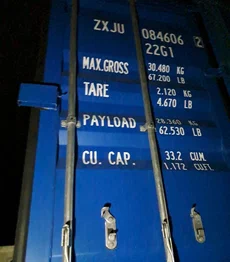 ZXJU 084606 2
22G1
MAX.GROSS 30.480 KG
67.200 LB
TARE 2.120 KG
4.670 LB
PAYLOAD 28.360 KG
62.530 LB
CU. CAP. 33.2 CU.M.
1.172 CU.FT.